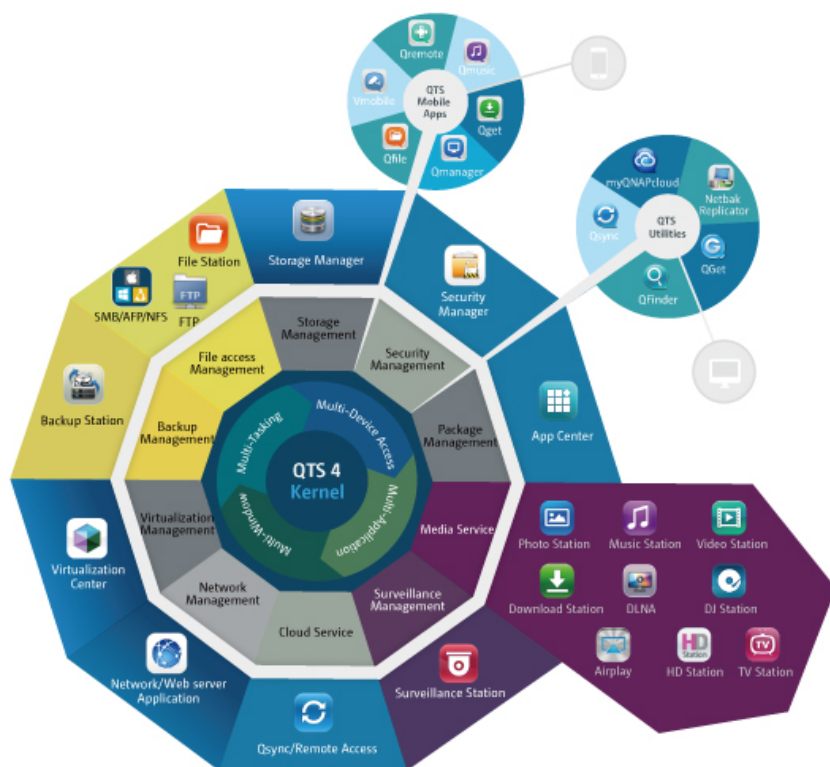 Qremote
Qmusic
Vmobile
QTS
Mobile
Apps
Qget
Qfile
Qmanager
myQNAPcloud
Netbak
Replicator
Qsync
QTS
Utilities
QGet
QFinder
File Station
Storage Manager
SMB/AFP/NFS
FTP
FTP
Security
Manager
Backup Station
App Center
Storage
Management
File access
Management
Security
Management
Backup
Management
Package
Management
Virtualization
Management
Media Service
Network
Management
Surveillance
Management
Cloud Service
Multi-Tasking
Multi-Device Access
Multi-Window
Multi-Application
QTS 4
Kernel
Virtualization
Center
Network/Web server
Application
Qsync/Remote Access
Surveillance Station
Photo Station
Music Station
Video Station
Download Station
DLNA
DJ Station
Airplay
HD
Station
HD Station
TV
TV Station